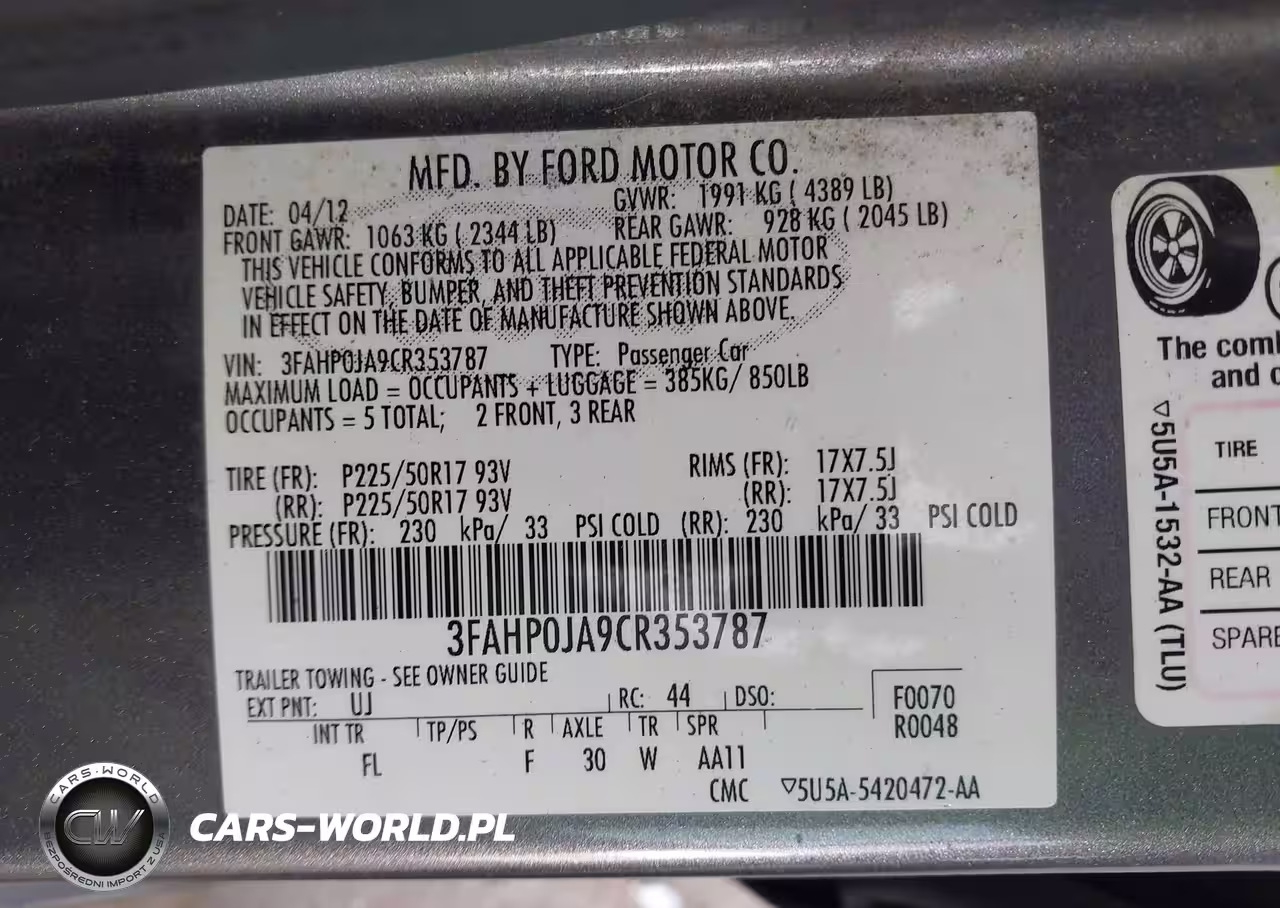 MFD. BY FORD MOTOR CO.
DATE: 04/12
GVWR: 1991 KG ( 4389 LB)
FRONT GAWR: 1063 KG ( 2344 LB)
REAR GAWR: 928 KG ( 2045 LB)
THIS VEHICLE CONFORMS TO ALL APPLICABLE FEDERAL MOTOR
VEHICLE SAFETY, BUMPER, AND THEFT PREVENTION STANDARDS
IN EFFECT ON THE DATE OF MANUFACTURE SHOWN ABOVE.
VIN: 3FAHP0JA9CR353787 TYPE: Passenger Car
MAXIMUM LOAD = OCCUPANTS + LUGGAGE = 385KG/ 850LB
OCCUPANTS = 5 TOTAL; 2 FRONT, 3 REAR
TIRE (FR): P225/50R17 93V RIMS (FR): 17X7.5J
(RR): P225/50R17 93V (RR): 17X7.5J
PRESSURE (FR): 230 kPa/ 33 PSI COLD (RR): 230 kPa/ 33 PSI COLD
3FAHP0JA9CR353787
TRAILER TOWING - SEE OWNER GUIDE
EXT PNT: UJ RC: 44 DSO: F0070
R0048
INT TR TP/PS R AXLE TR SPR
FL F 30 W AA11
CMC ▽5U5A-5420472-AA
The
and
▽5U5A-1532-AA (TLU)
TIRE
FRONT
REAR
SPARE
CARS-WORLD
CW
BEZPOŚREDNI IMPORT Z USA
CARS-WORLD.PL